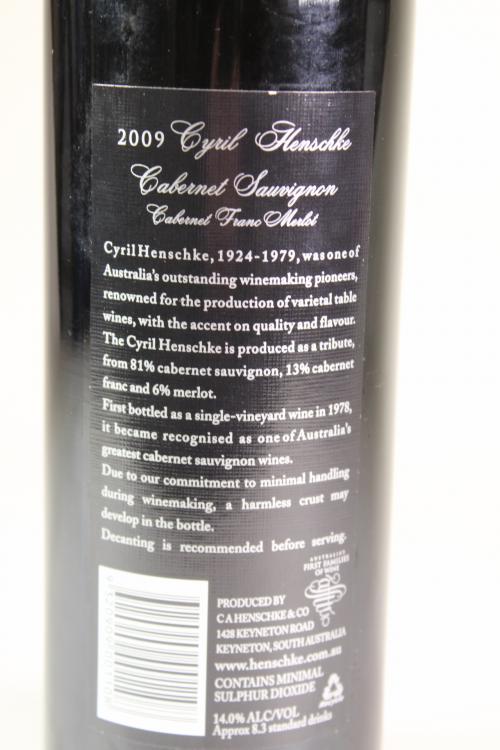 2009 Cyril Henschke
Cabernet Sauvignon
Cabernet Franc Merlot
Cyril Henschke, 1924-1979, was one of
Australia's outstanding winemaking pioneers,
renowned for the production of varietal table
wines, with the accent on quality and flavour.
The Cyril Henschke is produced as a tribute,
from 81% cabernet sauvignon, 13% cabernet
franc and 6% merlot.
First bottled as a single-vineyard wine in 1978,
it became recognised as one of Australia's
greatest cabernet sauvignon wines.
Due to our commitment to minimal handling
during winemaking, a harmless crust may
develop in the bottle.
Decanting is recommended before serving.
AUSTRALIA'S
FIRST FAMILIES
OF WINE
PRODUCED BY
C A HENSCHKE & CO
1428 KEYNETON ROAD
KEYNETON, SOUTH AUSTRALIA
www.henschke.com.au
CONTAINS MINIMAL
SULPHUR DIOXIDE
14.0% ALC/VOL
Approx 8.3 standard drinks